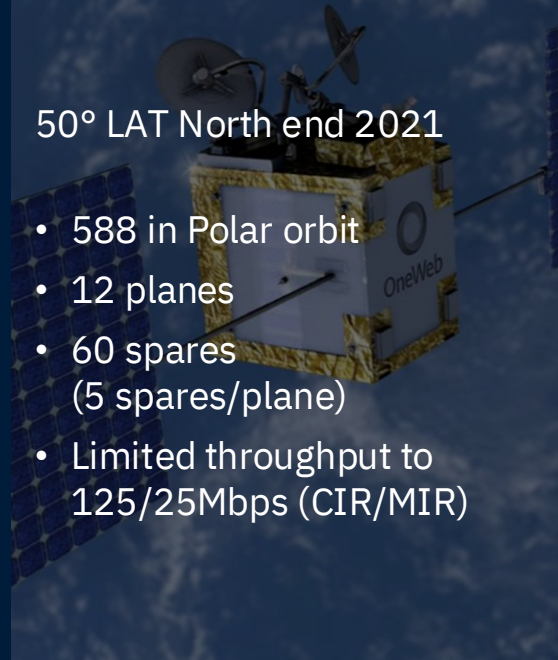 50° LAT North end 2021
• 588 in Polar orbit
• 12 planes
• 60 spares
(5 spares/plane)
• Limited throughput to
125/25Mbps (CIR/MIR)
OneWeb